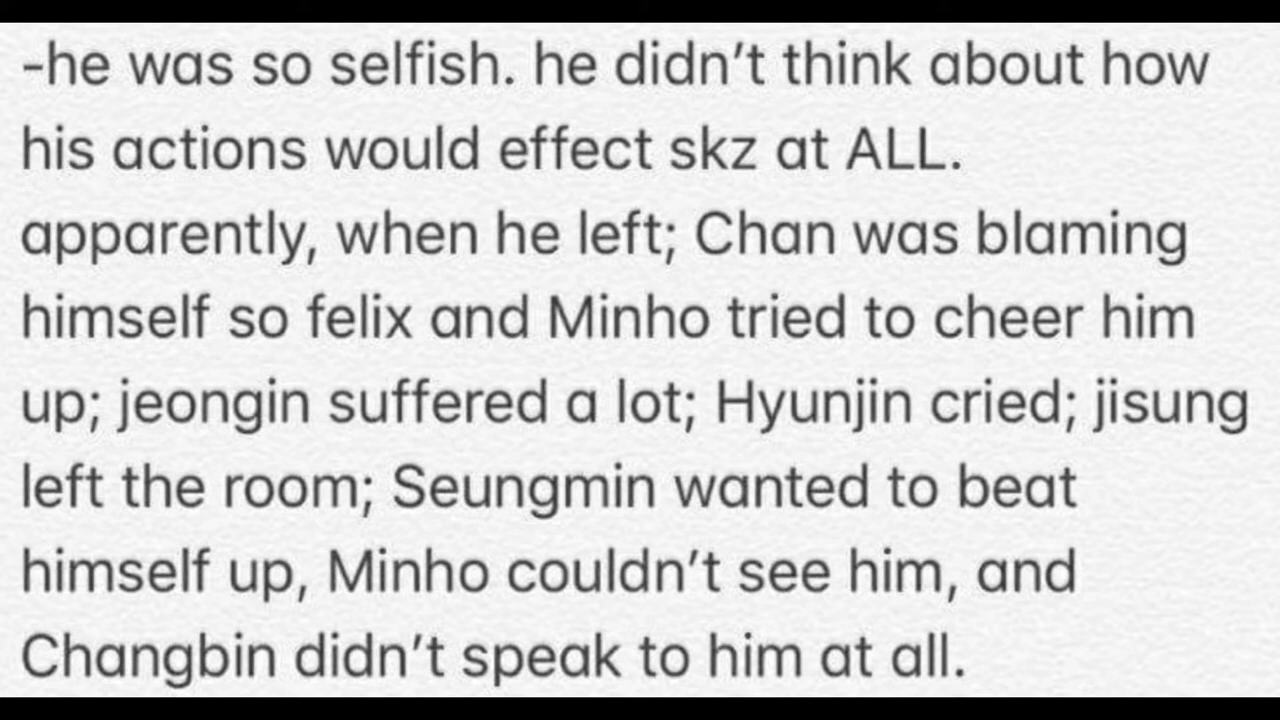 -he was so selfish. he didn’t think about how
his actions would effect skz at ALL.
apparently, when he left; Chan was blaming
himself so felix and Minho tried to cheer him
up; jeongin suffered a lot; Hyunjin cried; jisung
left the room; Seungmin wanted to beat
himself up, Minho couldn’t see him, and
Changbin didn’t speak to him at all.